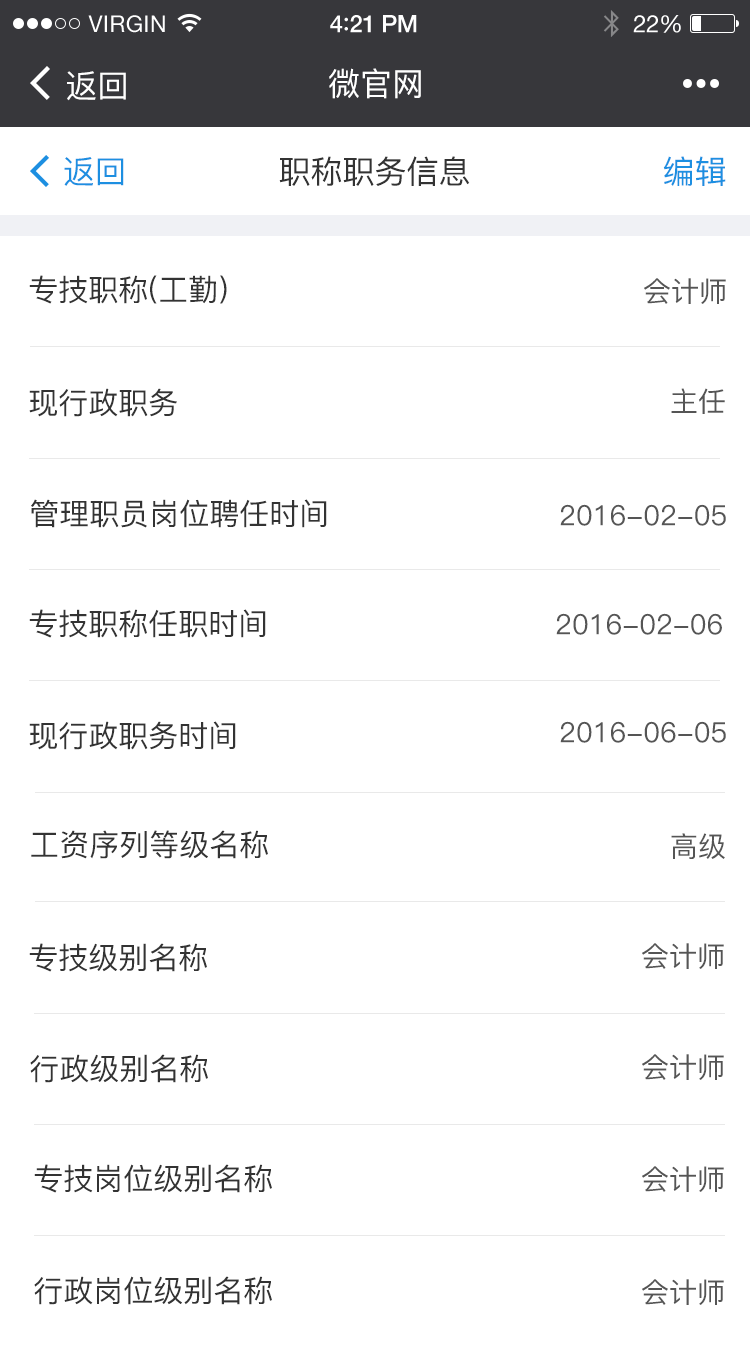 VIRGIN 4:21 PM 22%
返回 微官网
返回 职称职务信息 编辑
专技职称(工勤) 会计师
现行政职务 主任
管理职员岗位聘任时间 2016-02-05
专技职称任职时间 2016-02-06
现行政职务时间 2016-06-05
工资序列等级名称 高级
专技级别名称 会计师
行政级别名称 会计师
专技岗位级别名称 会计师
行政岗位级别名称 会计师